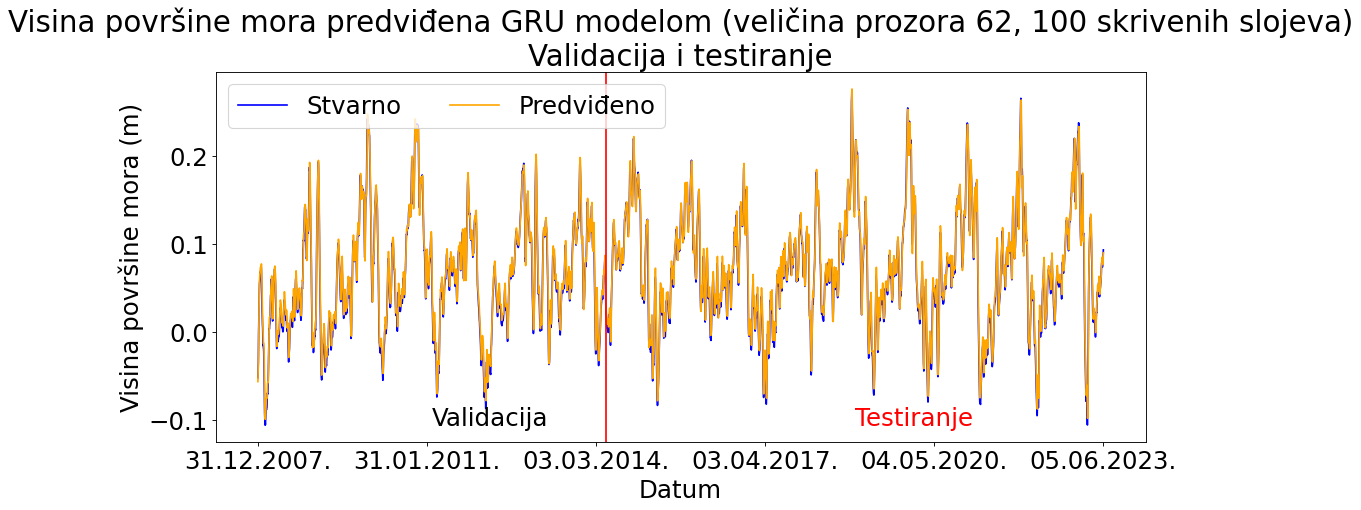 Visina površine mora predviđena GRU modelom (veličina prozora 62, 100 skrivenih slojeva)
Validacija i testiranje
Stvarno
Predviđeno
Visina površine mora (m)
0.2
0.1
0.0
−0.1
Validacija
Testiranje
31.12.2007.
31.01.2011.
03.03.2014.
03.04.2017.
04.05.2020.
05.06.2023.
Datum